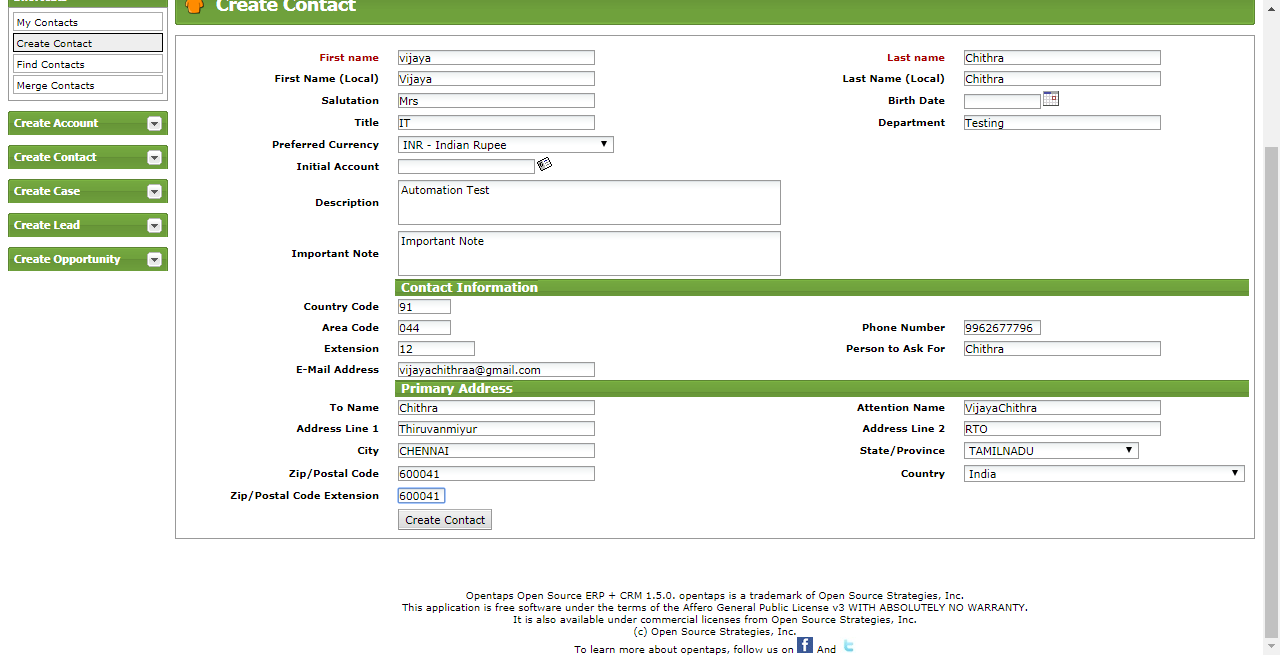 Create Contact
My Contacts
Create Contact
Find Contacts
Merge Contacts
Create Account
Create Contact
Create Case
Create Lead
Create Opportunity
First name vijaya Last name Chithra
First Name (Local) Vijaya Last Name (Local) Chithra
Salutation Mrs Birth Date
Title IT Department Testing
Preferred Currency INR - Indian Rupee
Initial Account
Description Automation Test
Important Note Important Note
Contact Information
Country Code 91
Area Code 044 Phone Number 9962677796
Extension 12 Person to Ask For Chithra
E-Mail Address vijayachithraa@gmail.com
Primary Address
To Name Chithra Attention Name VijayaChithra
Address Line 1 Thiruvanmiyur Address Line 2 RTO
City CHENNAI State/Province TAMILNADU
Zip/Postal Code 600041 Country India
Zip/Postal Code Extension 600041
Create Contact
Opentaps Open Source ERP + CRM 1.5.0. opentaps is a trademark of Open Source Strategies, Inc.
This application is free software under the terms of the Affero General Public License v3 WITH ABSOLUTELY NO WARRANTY.
It is also available under commercial licenses from Open Source Strategies, Inc.
(c) Open Source Strategies, Inc.
To learn more about opentaps, follow us on f And t